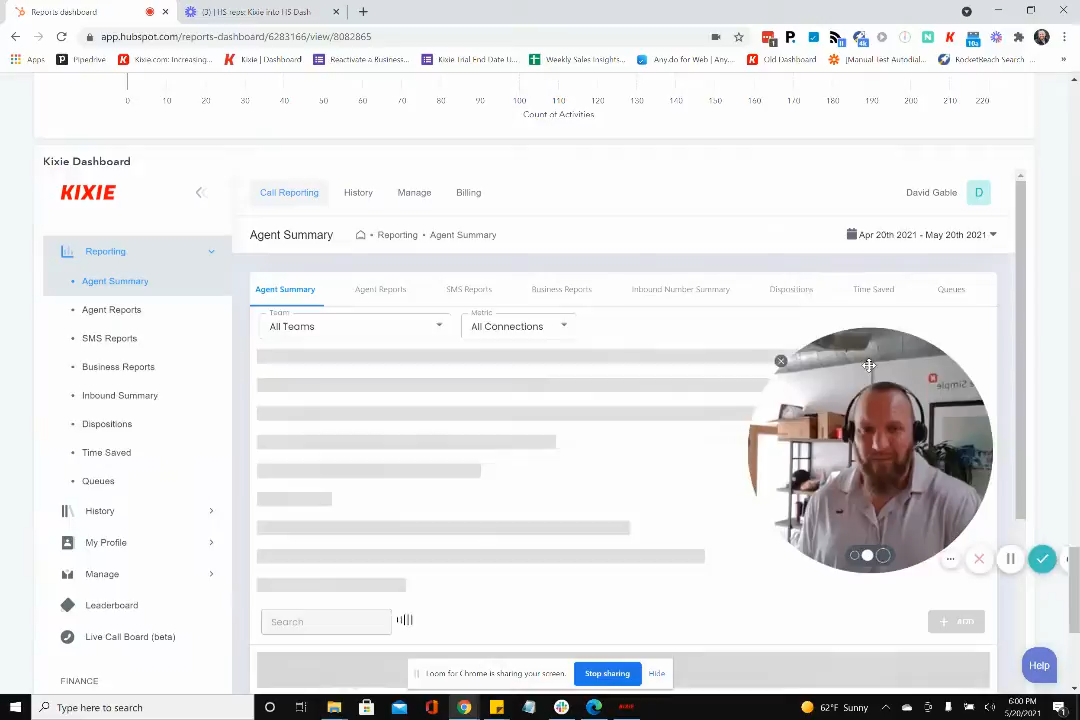 Reports dashboard
(3) | HS reps: Kixie into HS Dash
app.hubspot.com/reports-dashboard/6283166/view/8082865
Apps
Pipedrive
Kixie.com: Increasing...
Kixie | Dashboard
Reactivate a Business...
Kixie Trial End Date U...
Weekly Sales Insights...
Any.do for Web | Any...
Old Dashboard
[Manual Test Autodial...
RocketReach Search ...
0 10 20 30 40 50 60 70 80 90 100 110 120 130 140 150 160 170 180 190 200 210 220
Count of Activities
Kixie Dashboard
KIXIE
Call Reporting
History
Manage
Billing
David Gable
D
Agent Summary
• Reporting • Agent Summary
Apr 20th 2021 - May 20th 2021
Reporting
Agent Summary
Agent Reports
SMS Reports
Business Reports
Inbound Summary
Dispositions
Time Saved
Queues
History
My Profile
Manage
Leaderboard
Live Call Board (beta)
FINANCE
Agent Summary
Agent Reports
SMS Reports
Business Reports
Inbound Number Summary
Dispositions
Time Saved
Queues
Team
All Teams
Metric
All Connections
Search
+ ADD
Loom for Chrome is sharing your screen.
Stop sharing
Hide
Help
Type here to search
62°F Sunny
6:00 PM
5/20/2021